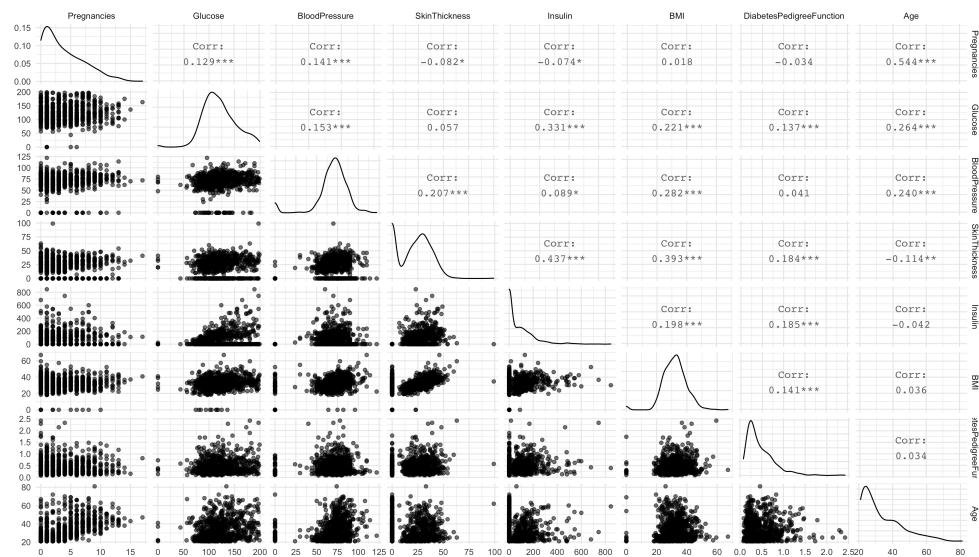 Pregnancies Glucose BloodPressure SkinThickness Insulin BMI DiabetesPedigreeFunction Age
0.15
0.10
0.05
0.00
Corr: Corr: Corr: Corr: Corr: Corr: Corr:
0.129*** 0.141*** -0.082* -0.074* 0.018 -0.034 0.544***
Pregnancies
200
150
100
50
0
Corr: Corr: Corr: Corr: Corr: Corr:
0.153*** 0.057 0.331*** 0.221*** 0.137*** 0.264***
Glucose
125
100
75
50
25
0
Corr: Corr: Corr: Corr: Corr:
0.207*** 0.089* 0.282*** 0.041 0.240***
BloodPressure
100
75
50
25
0
Corr: Corr: Corr: Corr:
0.437*** 0.393*** 0.184*** -0.114**
SkinThickness
800
600
400
200
0
Corr: Corr: Corr:
0.198*** 0.185*** -0.042
Insulin
60
40
20
0
Corr: Corr:
0.141*** 0.036
BMI
2.5
2.0
1.5
1.0
0.5
0.0
Corr:
0.034
etesPedigreeFun
80
60
40
20
Age
0 5 10 15 0 50 100 150 200 0 25 50 75 100 125 0 25 50 75 100 0 200 400 600 800 0 20 40 60 0.0 0.5 1.0 1.5 2.0 2.5 20 40 60 80